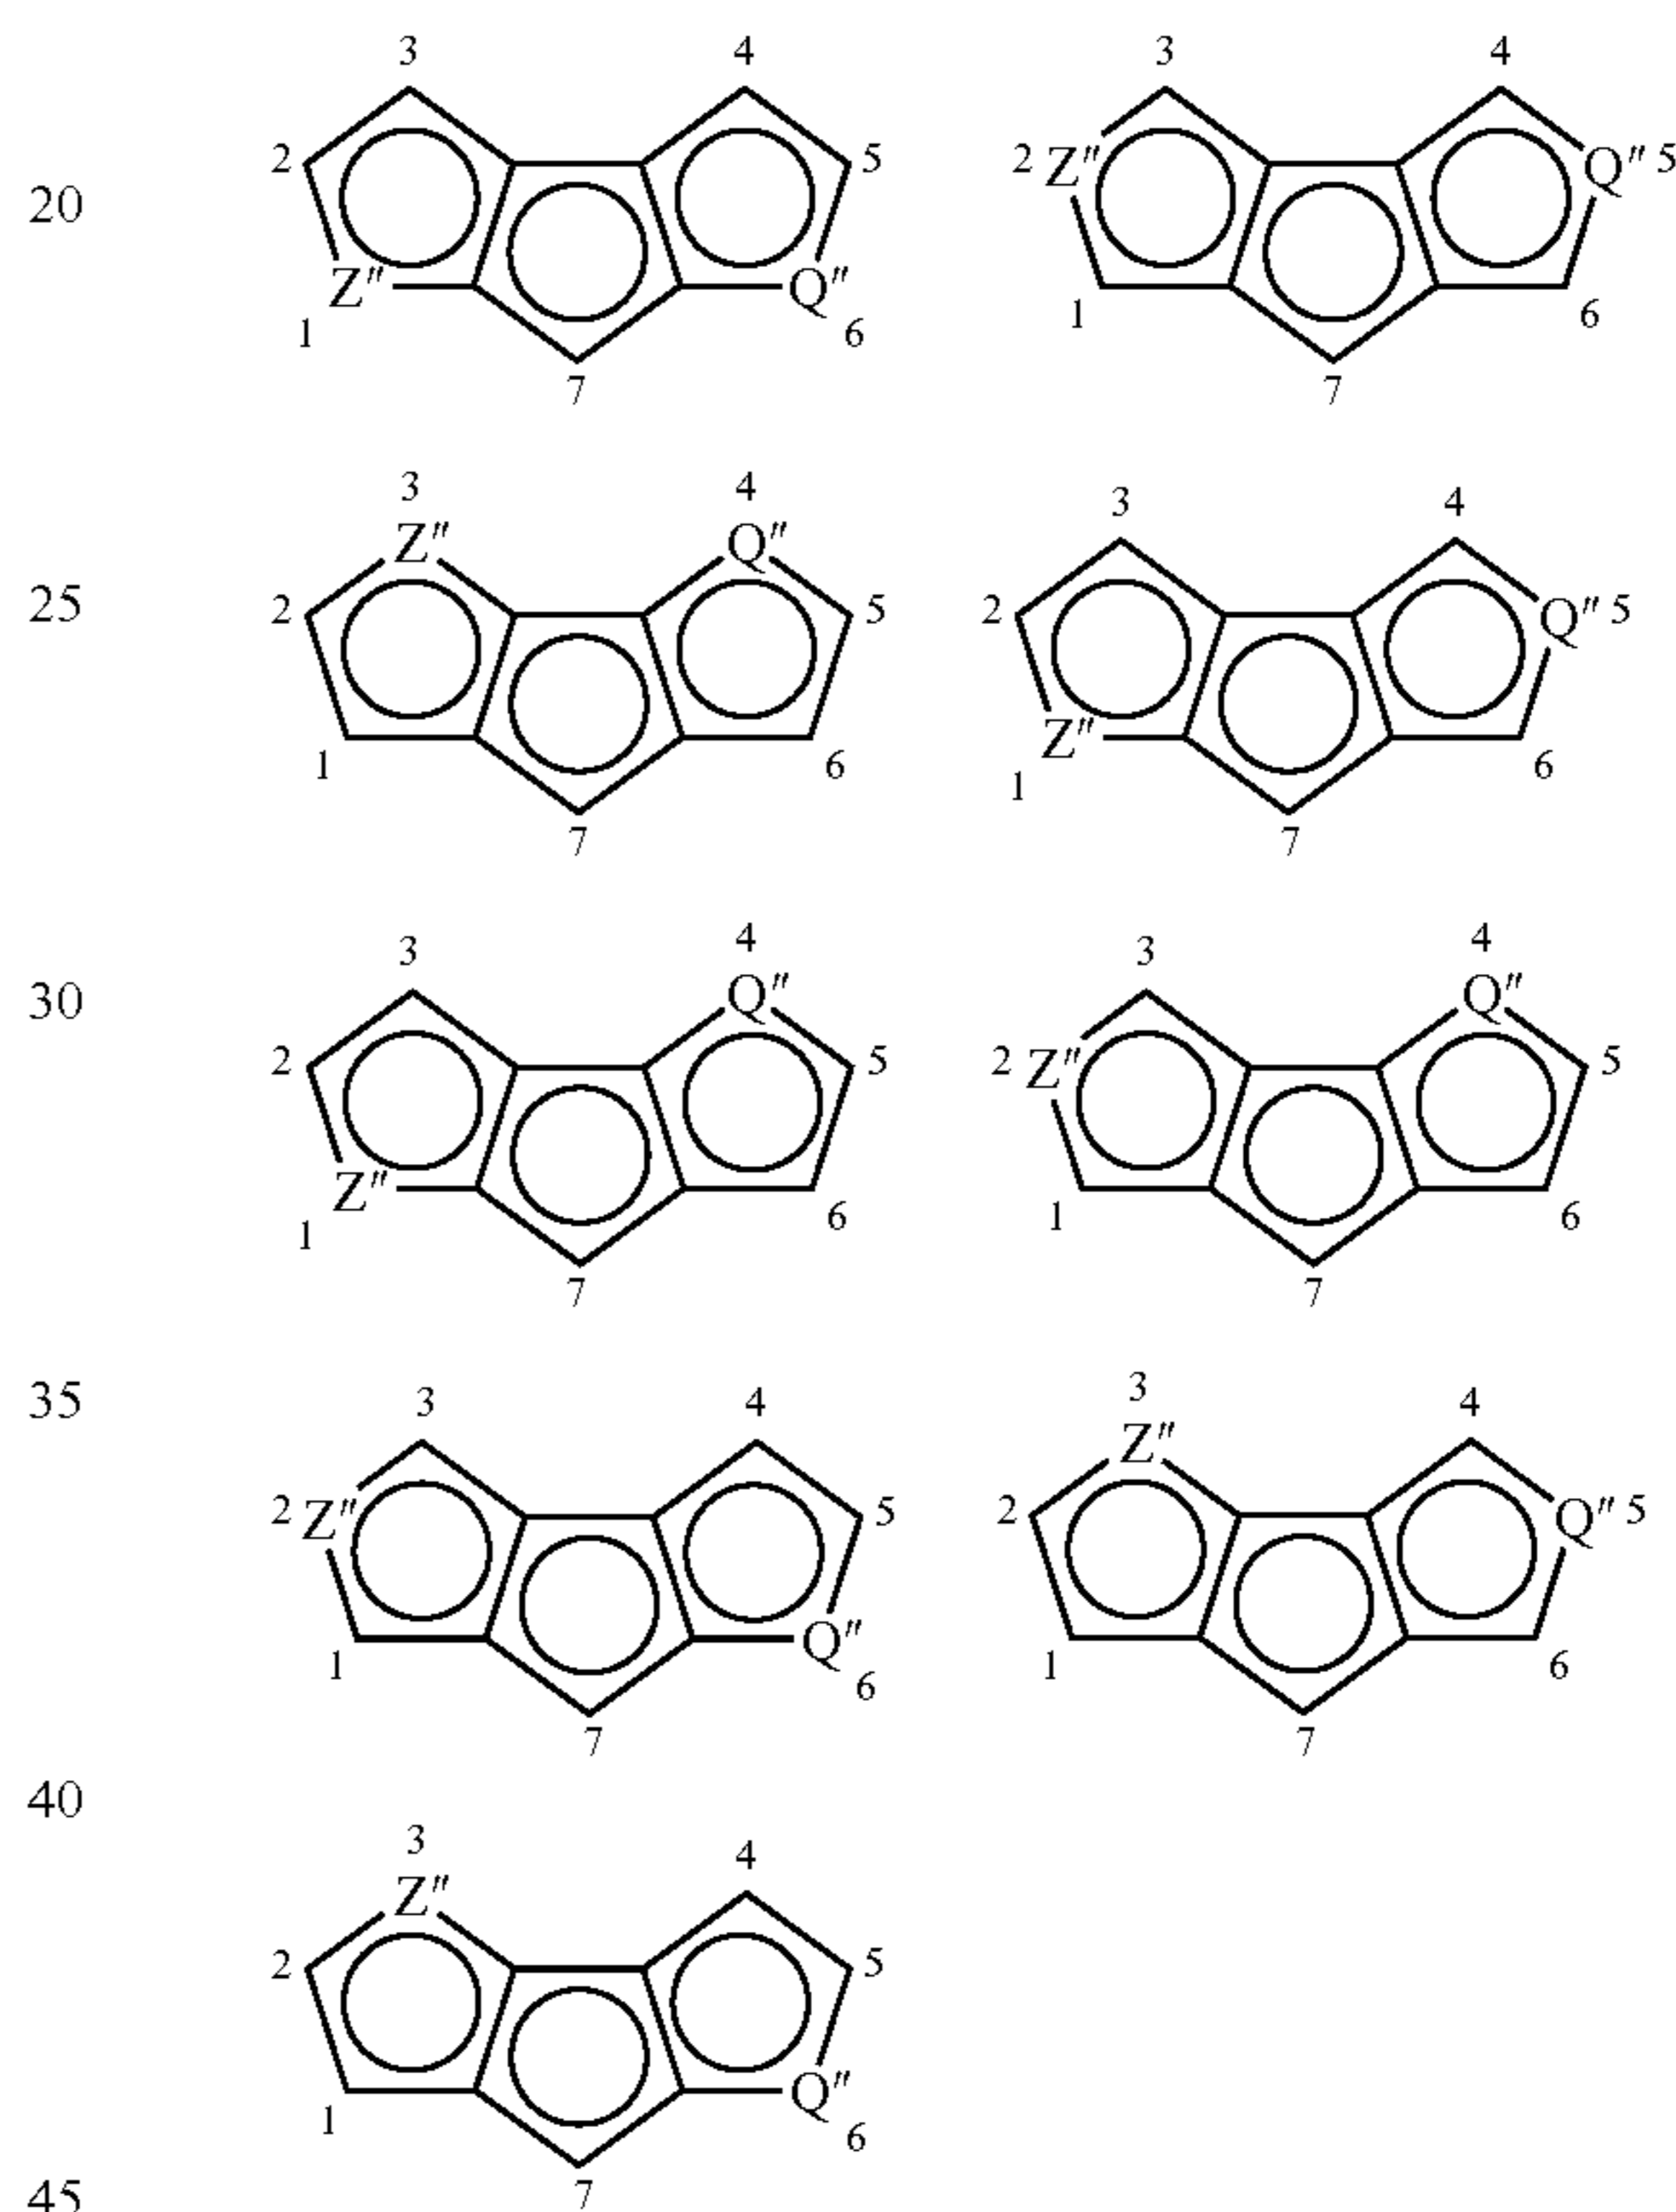 3 4 3 4
2 5 2 Z″ Q″ 5
20
Z″ Q″
1 6 1 6
7 7
3 4 3 4
Z″ Q″
25 2 5 2 Q″ 5
Z″
1 6 1 6
7 7
3 4 3 4
30 Q″ Q″
2 5 2 Z″ 5
Z″
1 6 1 6
7 7
35 3 4 3 4
Z″
2 Z″ 5 2 Q″ 5
Q″
1 6 1 6
7 7
40
3 4
Z″
2 5
Q″
1 6
7
45